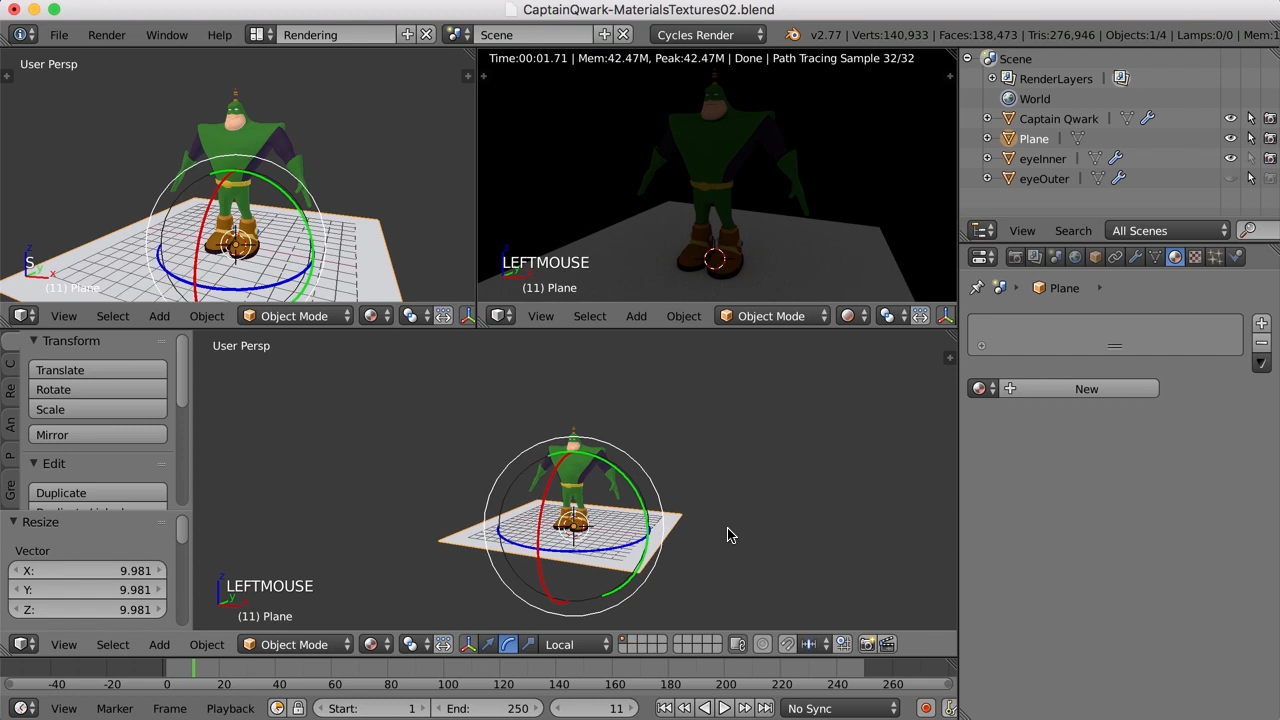 CaptainQwark-MaterialsTextures02.blend
File Render Window Help Rendering Scene Cycles Render v2.77 | Verts:140,933 | Faces:138,473 | Tris:276,946 | Objects:1/4 | Lamps:0/0 | Mem:1
User Persp
Time:00:01.71 | Mem:42.47M, Peak:42.47M | Done | Path Tracing Sample 32/32
Scene
RenderLayers
World
Captain Qwark
Plane
eyeInner
eyeOuter
View Search All Scenes
z
S
y x
(11) Plane
z
LEFTMOUSE
y
(11) Plane
View Select Add Object Object Mode
View Select Add Object Object Mode
Plane
New
Transform
Translate
Rotate
Scale
Mirror
Edit
Duplicate
C
Re
An
P
Gre
Resize
Vector
X: 9.981
Y: 9.981
Z: 9.981
User Persp
z
LEFTMOUSE
y
(11) Plane
View Select Add Object Object Mode Local
-40 -20 0 20 40 60 80 100 120 140 160 180 200 220 240 260
View Marker Frame Playback Start: 1 End: 250 11 No Sync